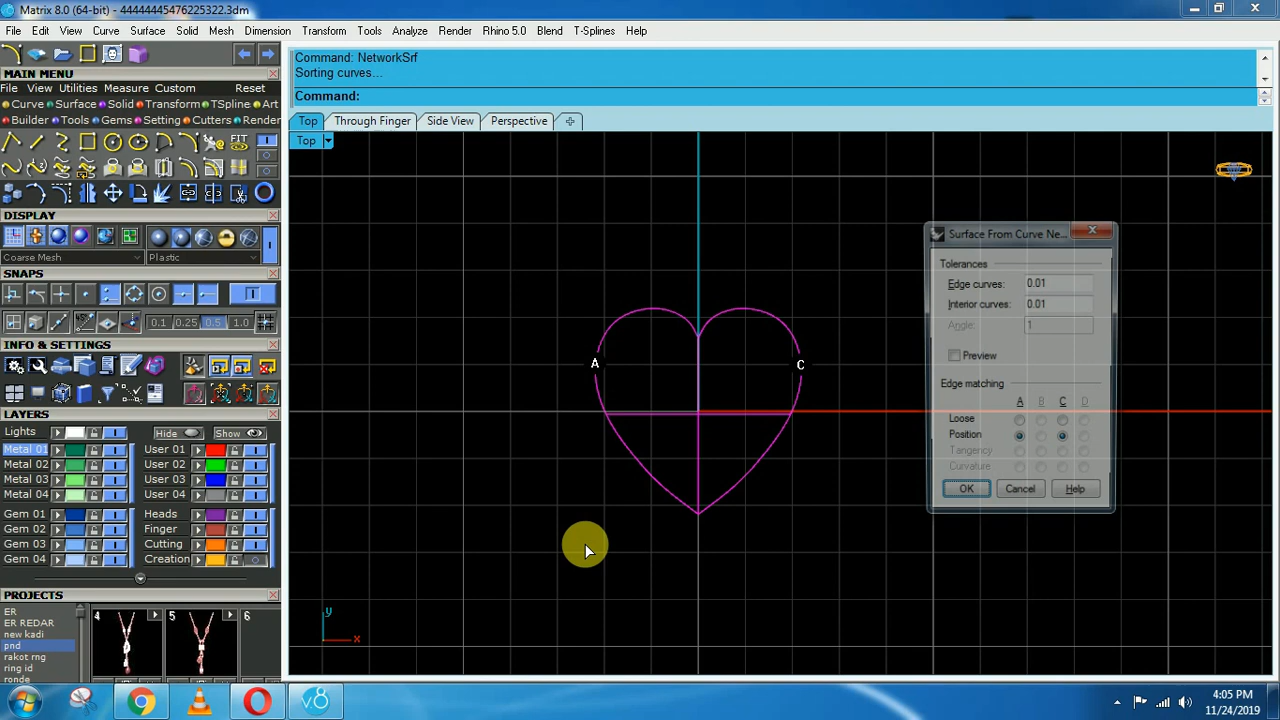 Matrix 8.0 (64-bit) - 44444445476225322.3dm
File Edit View Curve Surface Solid Mesh Dimension Transform Tools Analyze Render Rhino 5.0 Blend T-Splines Help
Command: NetworkSrf
Sorting curves...
Command:
MAIN MENU
File View Utilities Measure Custom Reset
Curve Surface Solid Transform TSpline Art
Builder Tools Gems Setting Cutters Render
FIT
DISPLAY
Coarse Mesh Plastic
SNAPS
0.1 0.25 0.5 1.0
INFO & SETTINGS
LAYERS
Lights Hide Show
Metal 01 User 01
Metal 02 User 02
Metal 03 User 03
Metal 04 User 04
Gem 01 Heads
Gem 02 Finger
Gem 03 Cutting
Gem 04 Creation
PROJECTS
ER
ER REDAR
new kadi
pnd
rakot rng
ring id
ronde
4 5 6
Top Through Finger Side View Perspective
Top
A C
y
x
Surface From Curve Ne...
Tolerances
Edge curves: 0.01
Interior curves: 0.01
Angle: 1
Preview
Edge matching
A B C D
Loose
Position
Tangency
Curvature
OK Cancel Help
4:05 PM
11/24/2019